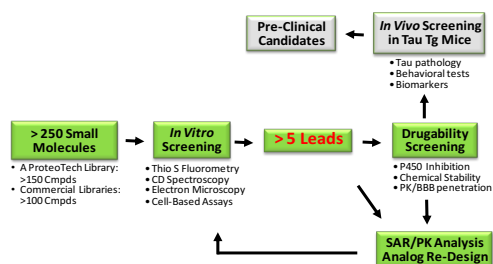 Pre-Clinical
Candidates
In Vivo Screening
in Tau Tg Mice
• Tau pathology
• Behavioral tests
• Biomarkers
> 250 Small
Molecules
• A ProteoTech Library:
>150 Cmpds
• Commercial Libraries:
>100 Cmpds
In Vitro
Screening
• Thio S Fluorometry
• CD Spectroscopy
• Electron Microscopy
• Cell-Based Assays
> 5 Leads
Drugability
Screening
• P450 Inhibition
• Chemical Stability
• PK/BBB penetration
SAR/PK Analysis
Analog Re-Design